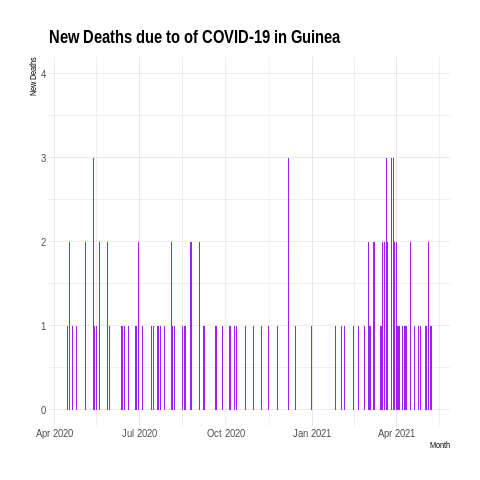 New Deaths due to of COVID-19 in Guinea
New Deaths
4
3
2
1
0
Apr 2020 Jul 2020 Oct 2020 Jan 2021 Apr 2021
Month